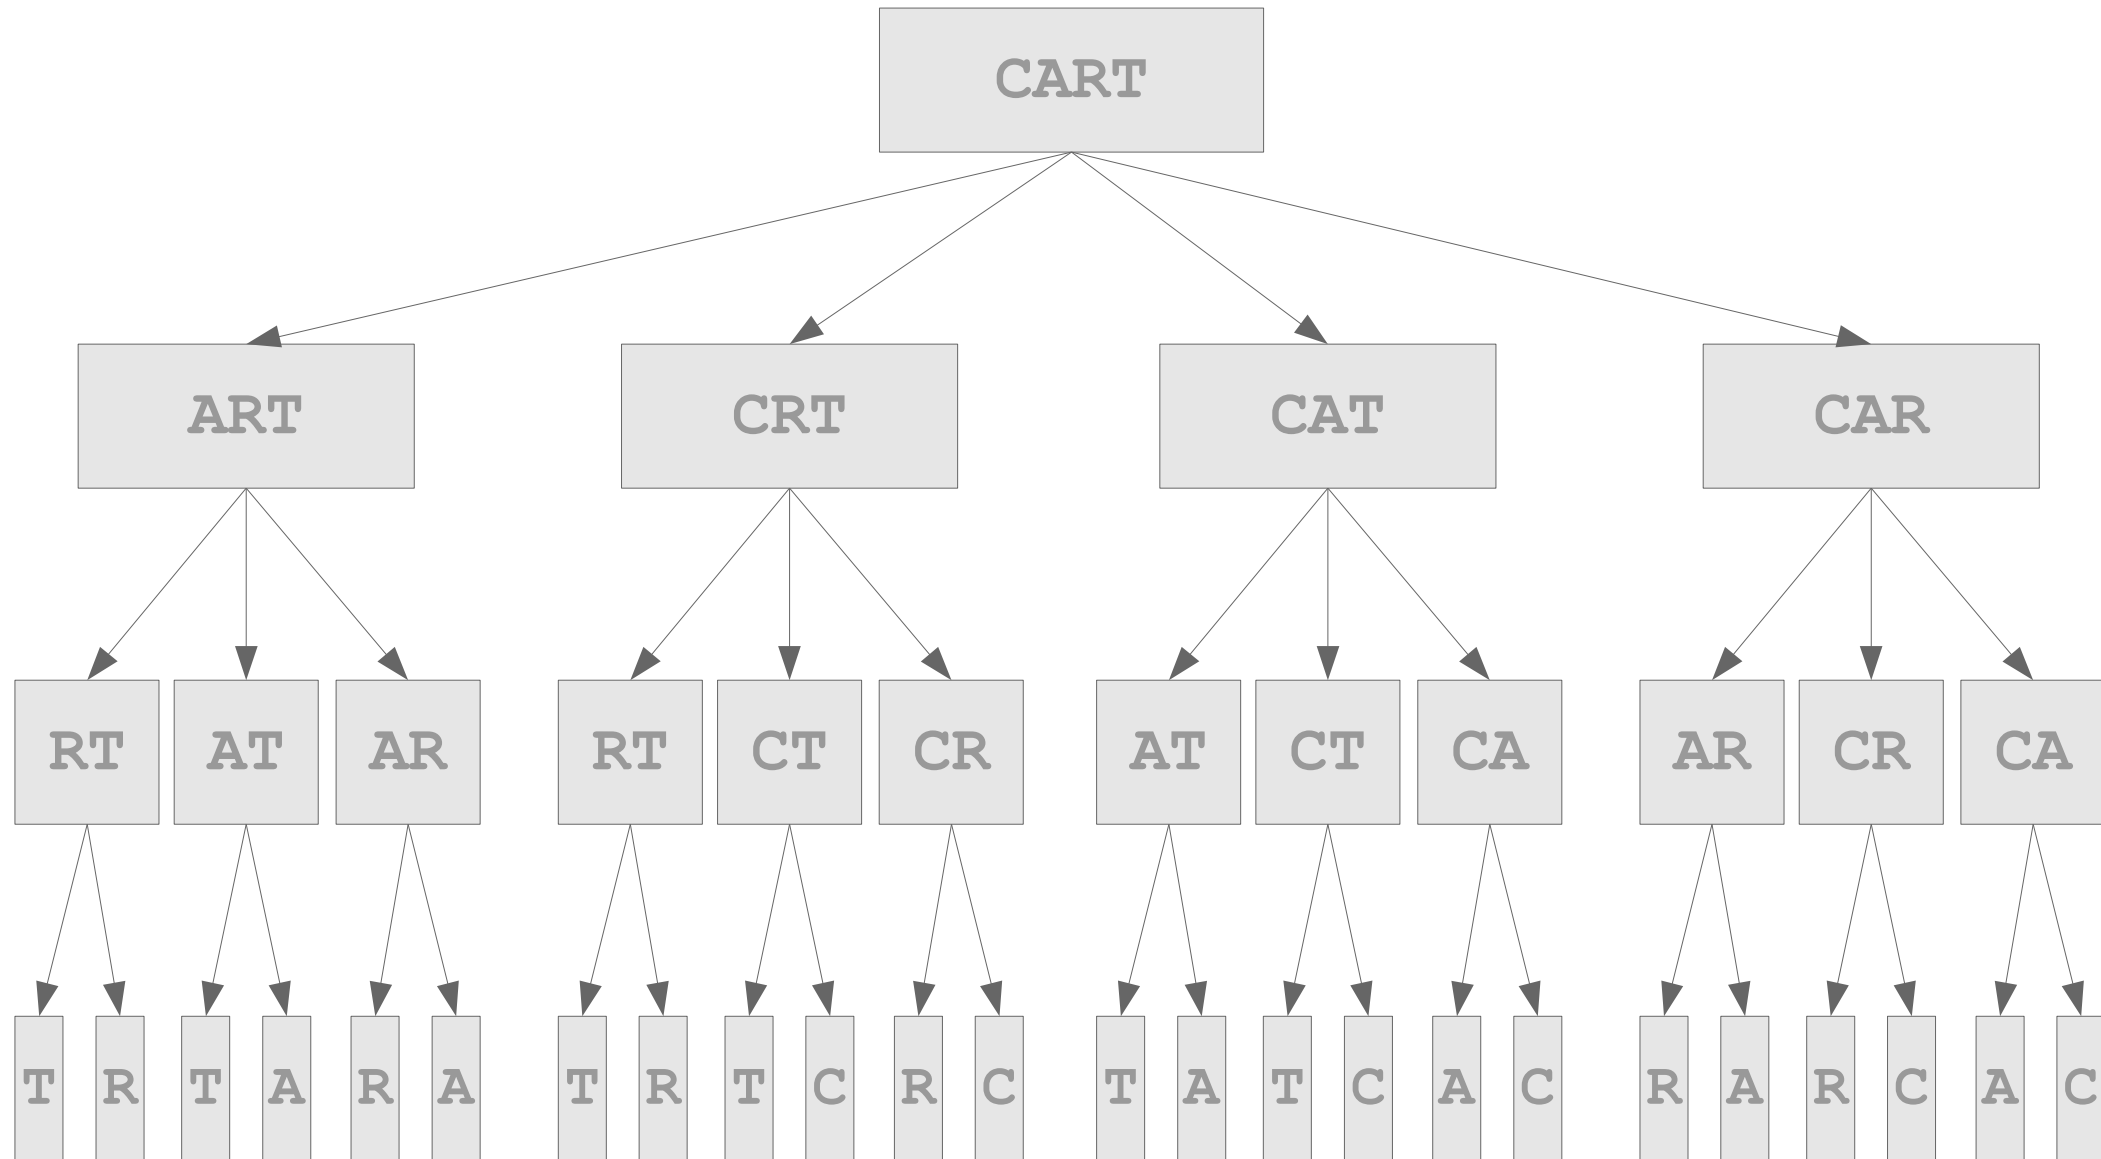 CART
ART CRT CAT CAR
RT AT AR RT CT CR AT CT CA AR CR CA
T R T A R A T R T C R C T A T C A C R A R C A C